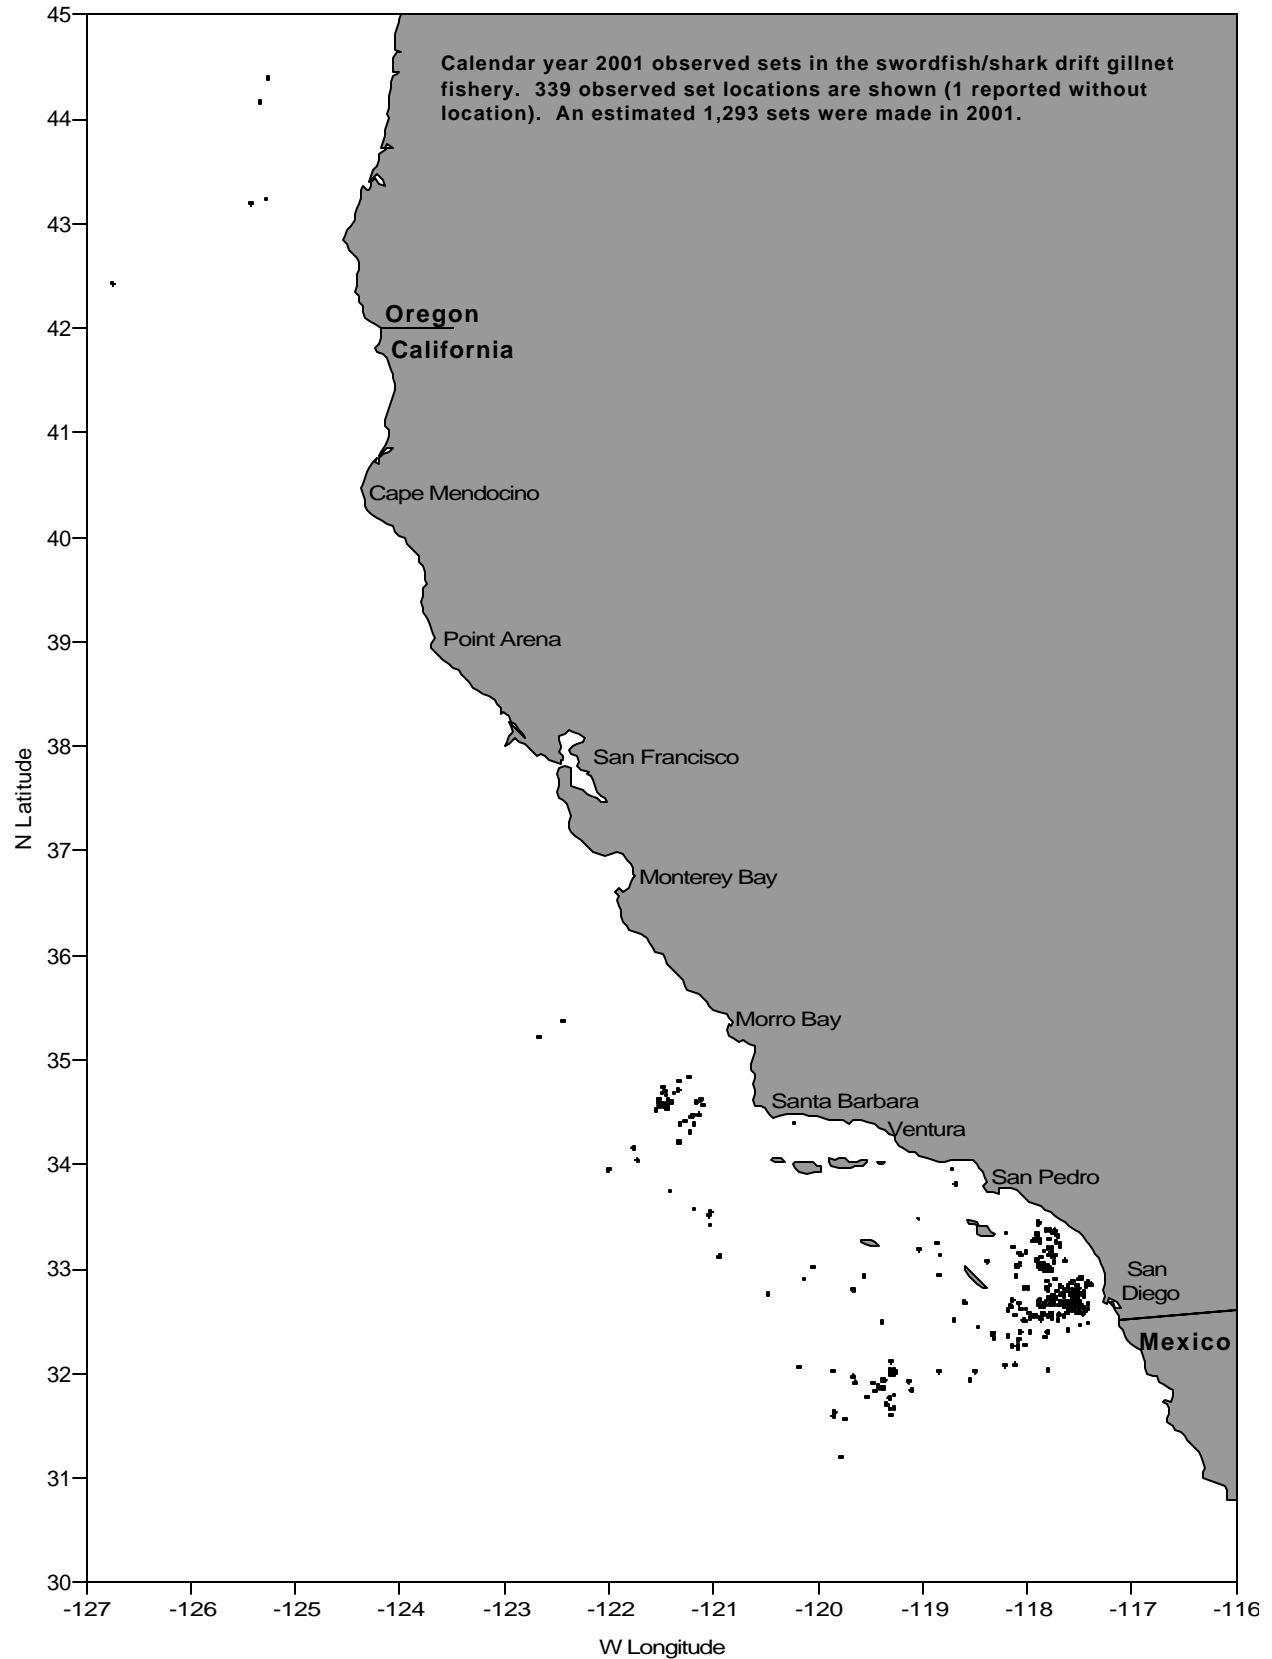 45
Calendar year 2001 observed sets in the swordfish/shark drift gillnet
fishery. 339 observed set locations are shown (1 reported without
location). An estimated 1,293 sets were made in 2001.
44
43
Oregon
42
California
41
Cape Mendocino
40
Point Arena
39
38
San Francisco
N Latitude
37
Monterey Bay
36
Morro Bay
35
Santa Barbara
Ventura
34
San Pedro
33
San
Diego
Mexico
32
31
30
-127 -126 -125 -124 -123 -122 -121 -120 -119 -118 -117 -116
W Longitude